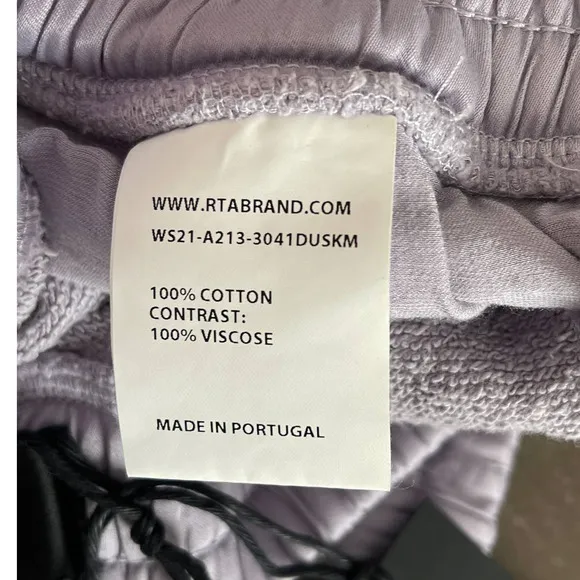 WWW.RTABRAND.COM
WS21-A213-3041DUSKM
100% COTTON
CONTRAST:
100% VISCOSE
MADE IN PORTUGAL